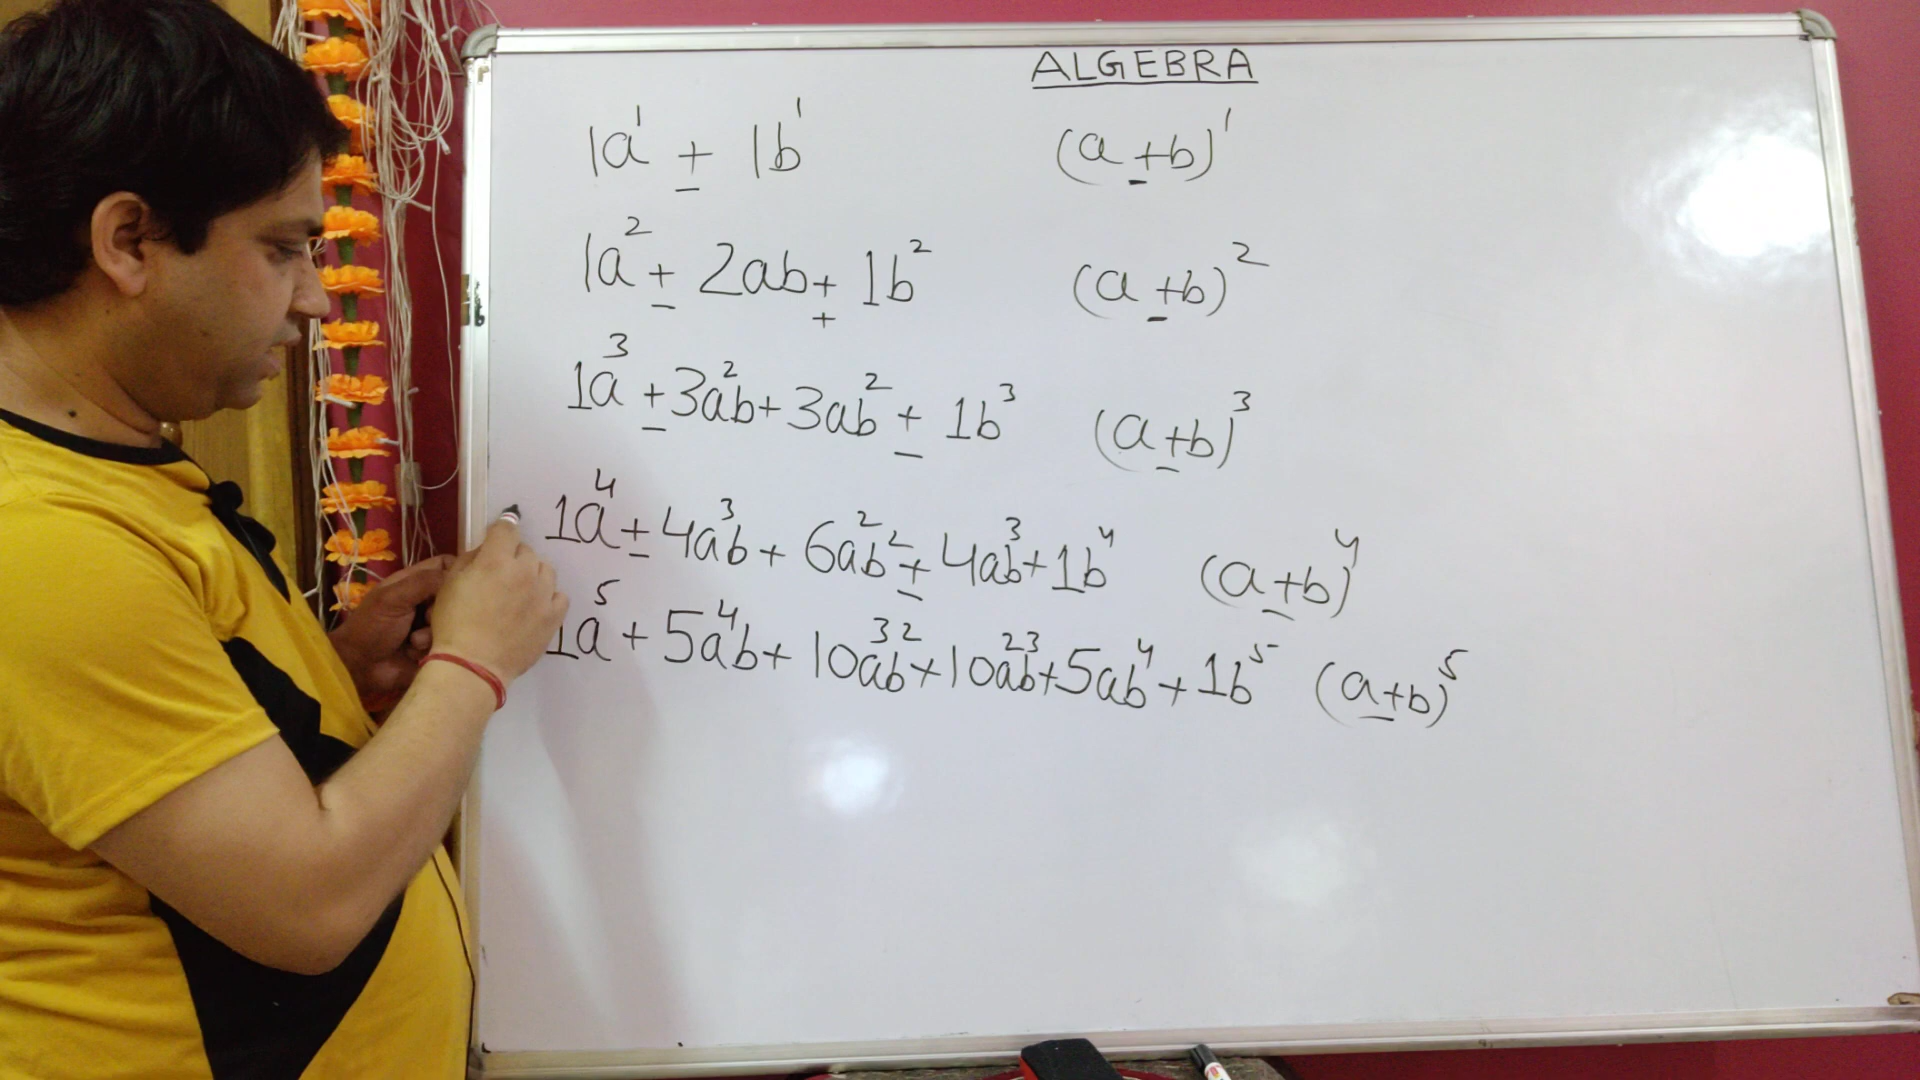 ALGEBRA
1a¹ ± 1b¹ (a ± b)¹
1a² ± 2ab + + 1b² (a ± b)²
1a³ ± 3a²b + 3ab² ± 1b³ (a ± b)³
1a⁴ ± 4a³b + 6a²b² ± 4ab³ + 1b⁴ (a ± b)⁴
1a⁵ + 5a⁴b + 10a³b² + 10a²b³ + 5ab⁴ + 1b⁵ (a ± b)⁵